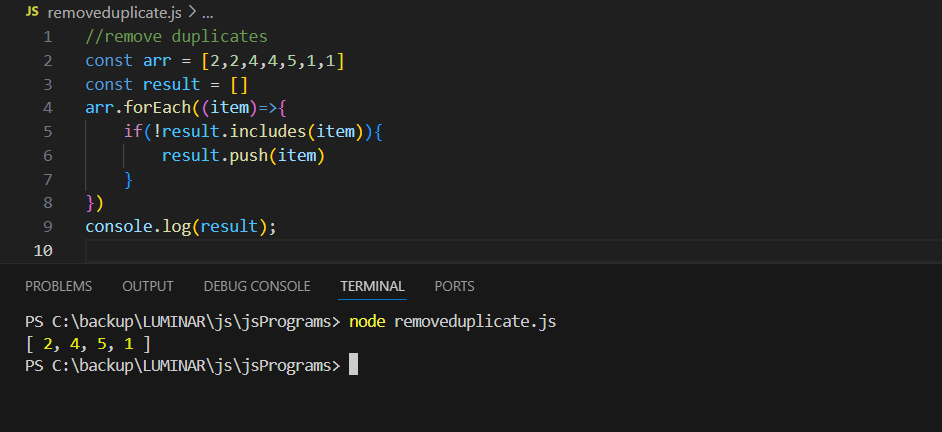 JS removeduplicate.js > ...
1 //remove duplicates
2 const arr = [2,2,4,4,5,1,1]
3 const result = []
4 arr.forEach((item)=>{
5 if(!result.includes(item)){
6 result.push(item)
7 }
8 })
9 console.log(result);
10
PROBLEMS OUTPUT DEBUG CONSOLE TERMINAL PORTS
PS C:\backup\LUMINAR\js\jsPrograms> node removeduplicate.js
[ 2, 4, 5, 1 ]
PS C:\backup\LUMINAR\js\jsPrograms>